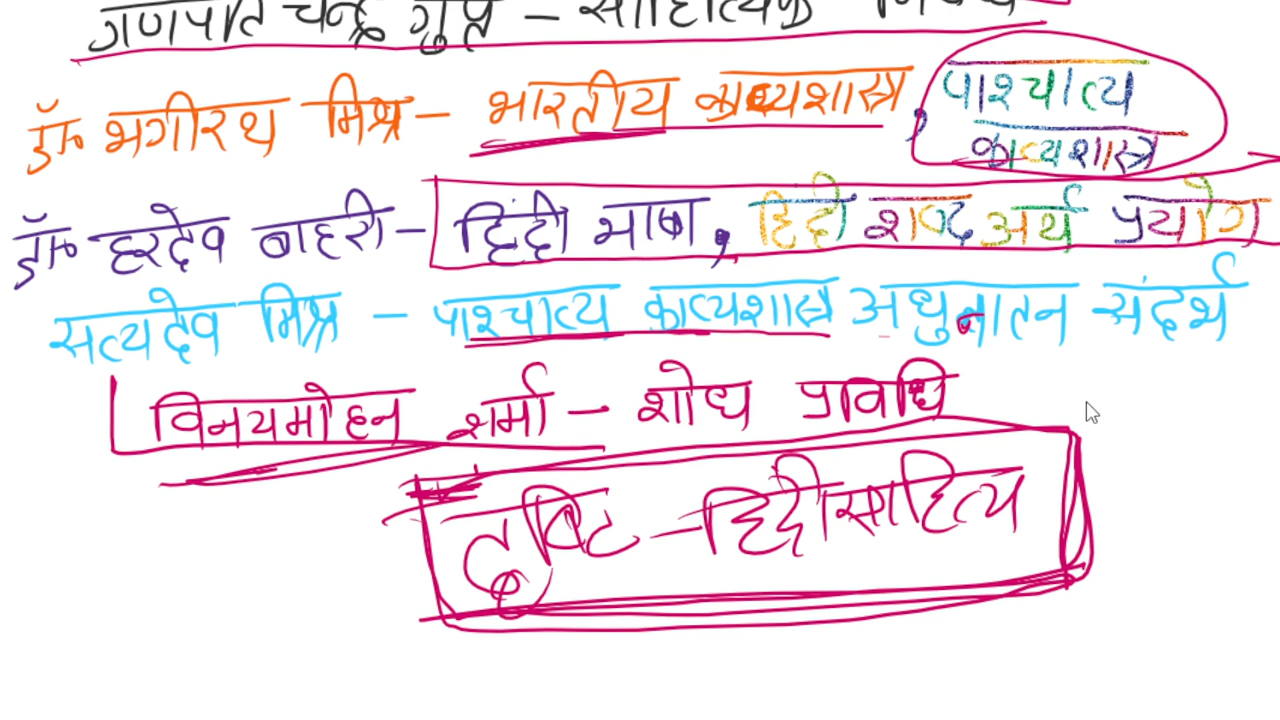 गणपति चन्द्र गुप्त – साहित्यिक निबंध
डॉ॰ भगीरथ मिश्र – भारतीय काव्यशास्त्र, पाश्चात्य काव्यशास्त्र
डॉ॰ हरदेव बाहरी – हिंदी भाषा, हिंदी शब्द अर्थ प्रयोग
सत्यदेव मिश्र – पाश्चात्य काव्यशास्त्र अधुनातन संदर्भ
विनयमोहन शर्मा – शोध प्रविधि
दृष्टि – हिंदी साहित्य